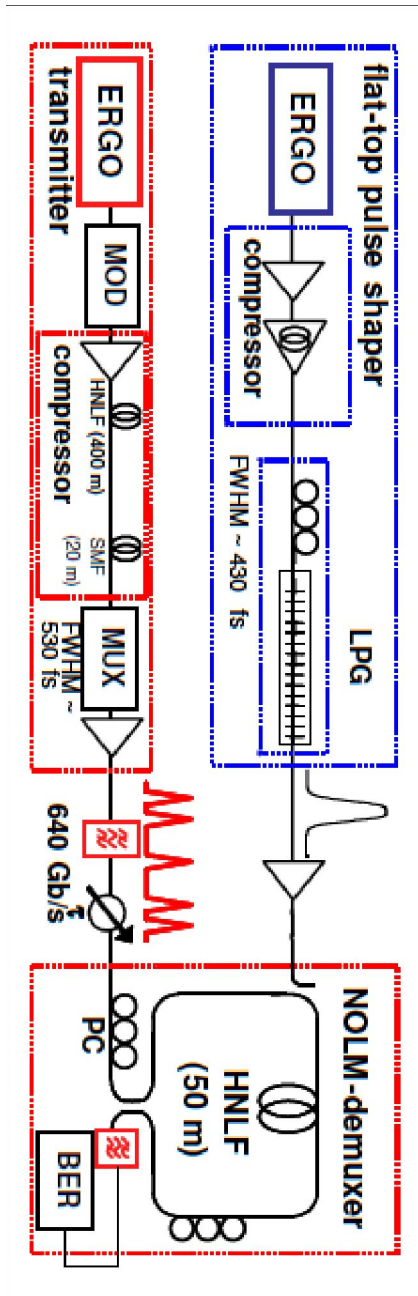 flat-top pulse shaper
ERGO
compressor
FWHM ~ 430 fs
LPG
transmitter
ERGO
MOD
compressor
HNLF (400 m)
SMF
(20 m)
MUX
FWHM ~
530 fs
640 Gb/s
τ
NOLM-demuxer
PC
HNLF
(50 m)
BER